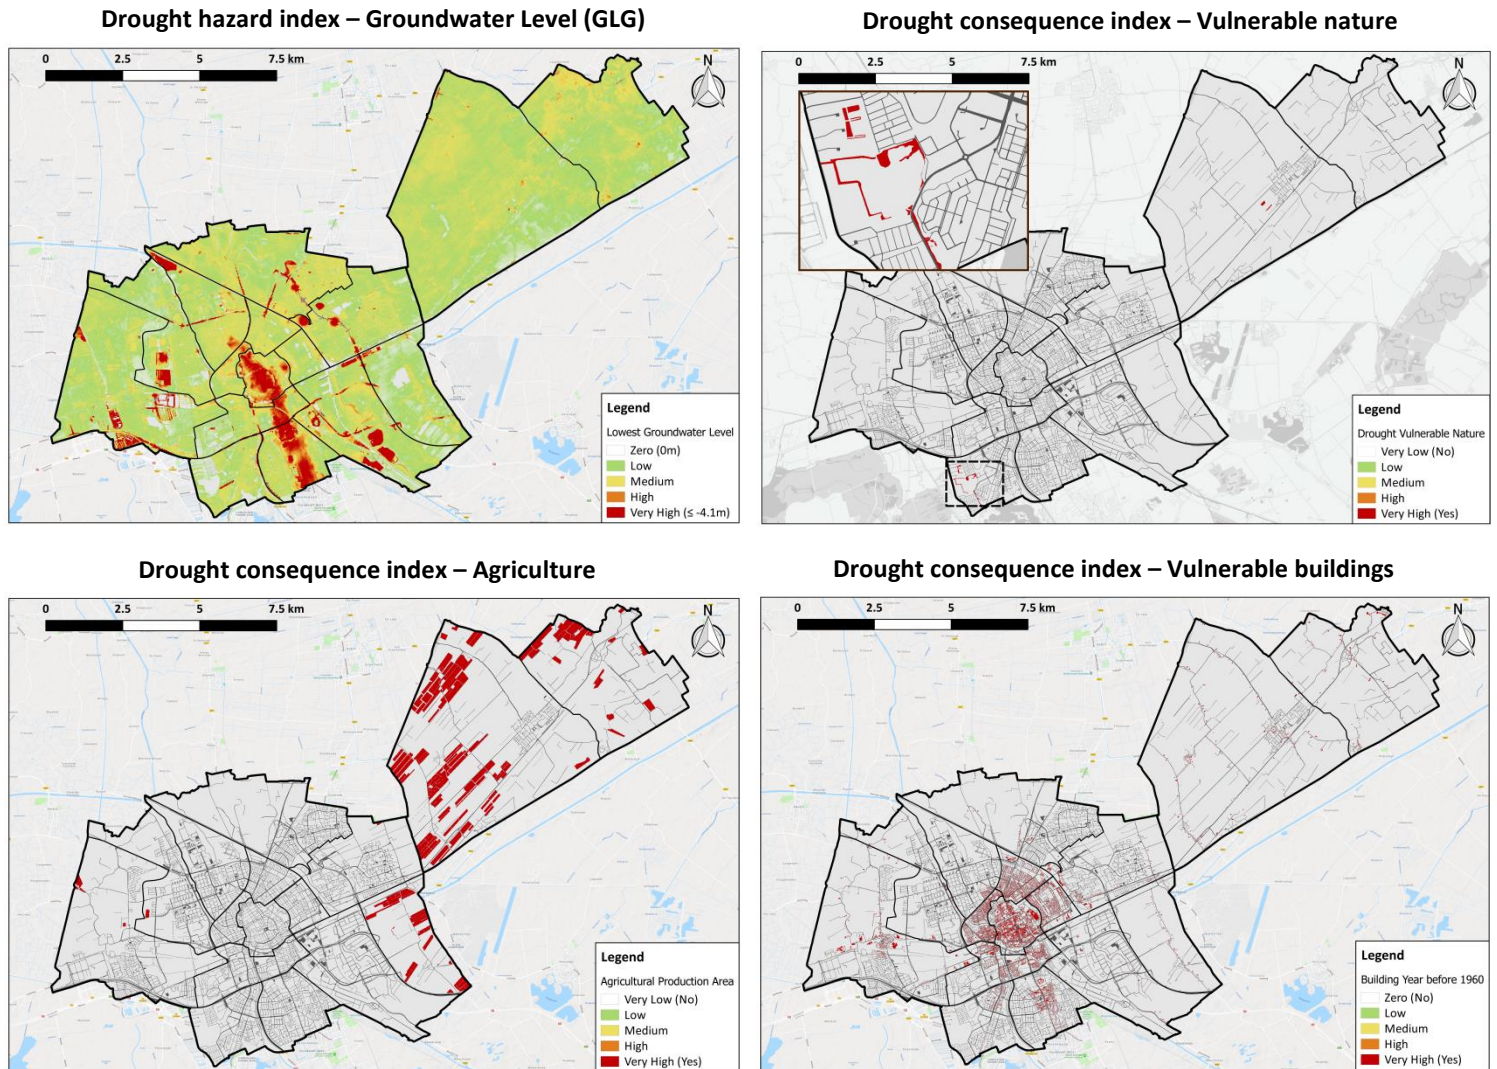 Drought hazard index – Groundwater Level (GLG)
0 2.5 5 7.5 km
N
Legend
Lowest Groundwater Level
Zero (0m)
Low
Medium
High
Very High (≤ -4.1m)
Drought consequence index – Vulnerable nature
0 2.5 5 7.5 km
N
Legend
Drought Vulnerable Nature
Very Low (No)
Low
Medium
High
Very High (Yes)
Drought consequence index – Agriculture
0 2.5 5 7.5 km
N
Legend
Agricultural Production Area
Very Low (No)
Low
Medium
High
Very High (Yes)
Drought consequence index – Vulnerable buildings
0 2.5 5 7.5 km
N
Legend
Building Year before 1960
Zero (No)
Low
Medium
High
Very High (Yes)